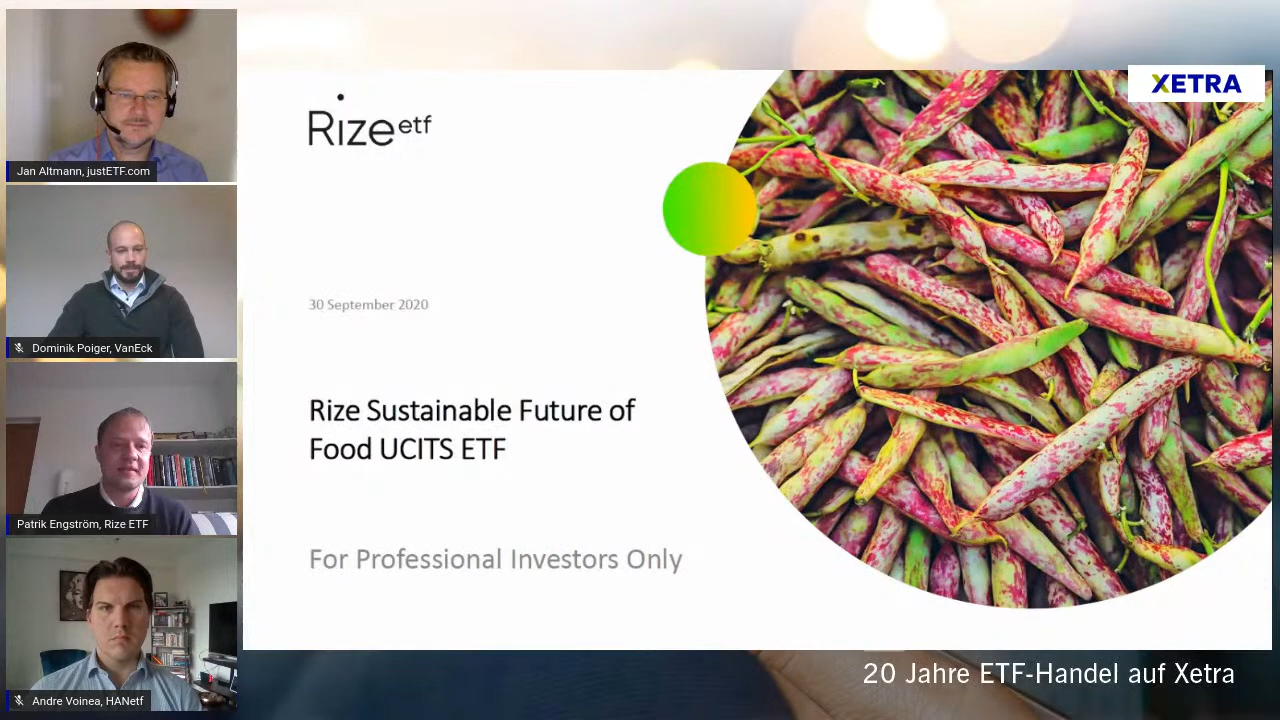 Jan Altmann, justETF.com
Dominik Poiger, VanEck
Patrik Engström, Rize ETF
Andre Voinea, HANetf
Rize etf
XETRA
30 September 2020
Rize Sustainable Future of
Food UCITS ETF
For Professional Investors Only
20 Jahre ETF-Handel auf Xetra